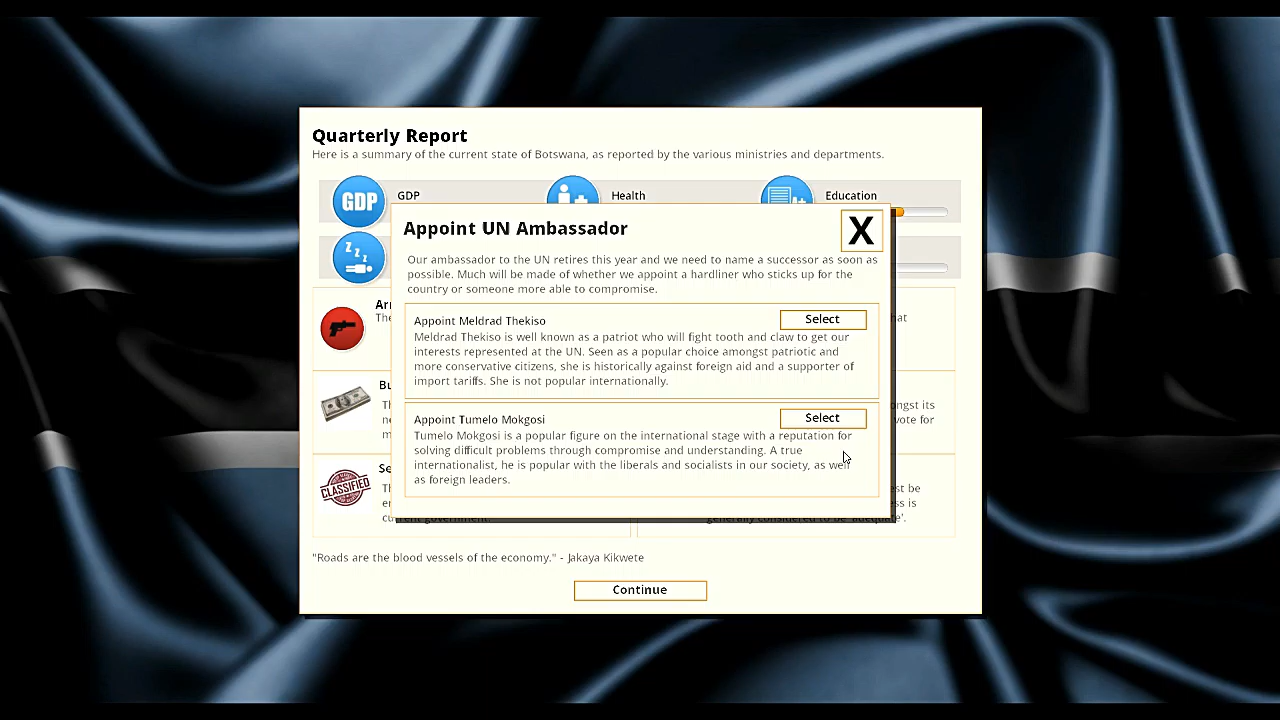 Quarterly Report
Here is a summary of the current state of Botswana, as reported by the various ministries and departments.
GDP
GDP
Health
Education
Appoint UN Ambassador
X
Our ambassador to the UN retires this year and we need to name a successor as soon as
possible. Much will be made of whether we appoint a hardliner who sticks up for the
country or someone more able to compromise.
Appoint Meldrad Thekiso
Select
Meldrad Thekiso is well known as a patriot who will fight tooth and claw to get our
interests represented at the UN. Seen as a popular choice amongst patriotic and
more conservative citizens, she is historically against foreign aid and a supporter of
import tariffs. She is not popular internationally.
Appoint Tumelo Mokgosi
Select
Tumelo Mokgosi is a popular figure on the international stage with a reputation for
solving difficult problems through compromise and understanding. A true
internationalist, he is popular with the liberals and socialists in our society, as well
as foreign leaders.
CLASSIFIED
current government.
generally considered to be 'adequate'.
"Roads are the blood vessels of the economy." - Jakaya Kikwete
Continue